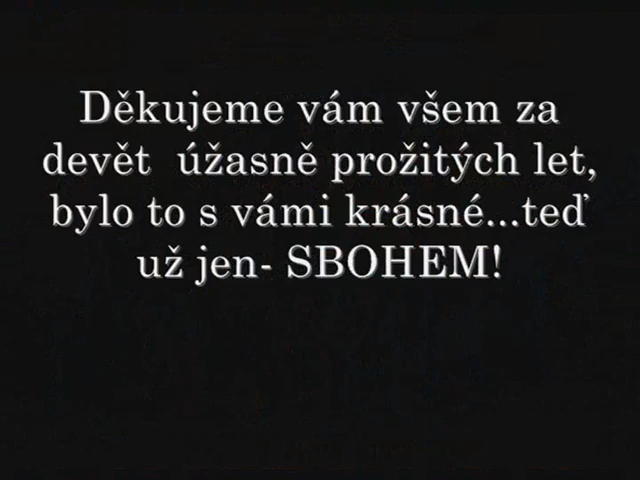 Děkujeme vám všem za
devět úžasně prožitých let,
bylo to s vámi krásné...teď
už jen- SBOHEM!